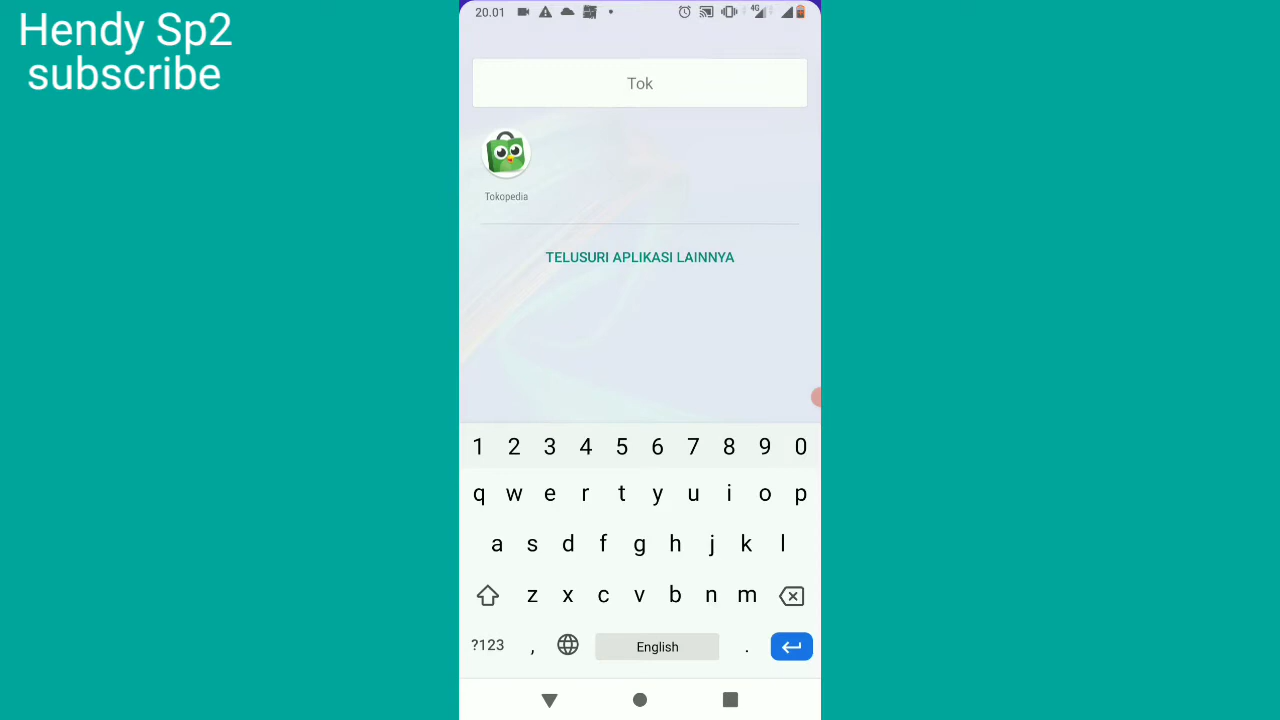 Hendy Sp2
subscribe
20.01
4G
Tok
Tokopedia
TELUSURI APLIKASI LAINNYA
1 2 3 4 5 6 7 8 9 0
q w e r t y u i o p
a s d f g h j k l
z x c v b n m
?123 , English .